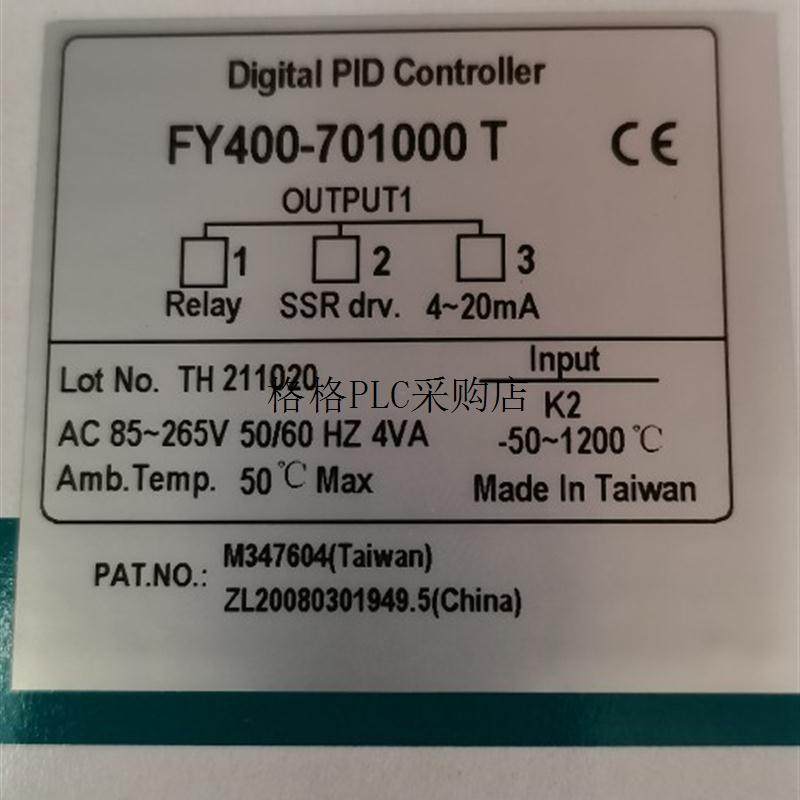 Digital PID Controller
FY400-701000 T CE
OUTPUT1
1 2 3
Relay SSR drv. 4~20mA
Lot No. TH 211020
Input
K2
格格PLC采购店
AC 85~265V 50/60 HZ 4VA
-50~1200℃
Amb.Temp. 50℃ Max
Made In Taiwan
PAT.NO.:
M347604(Taiwan)
ZL20080301949.5(China)